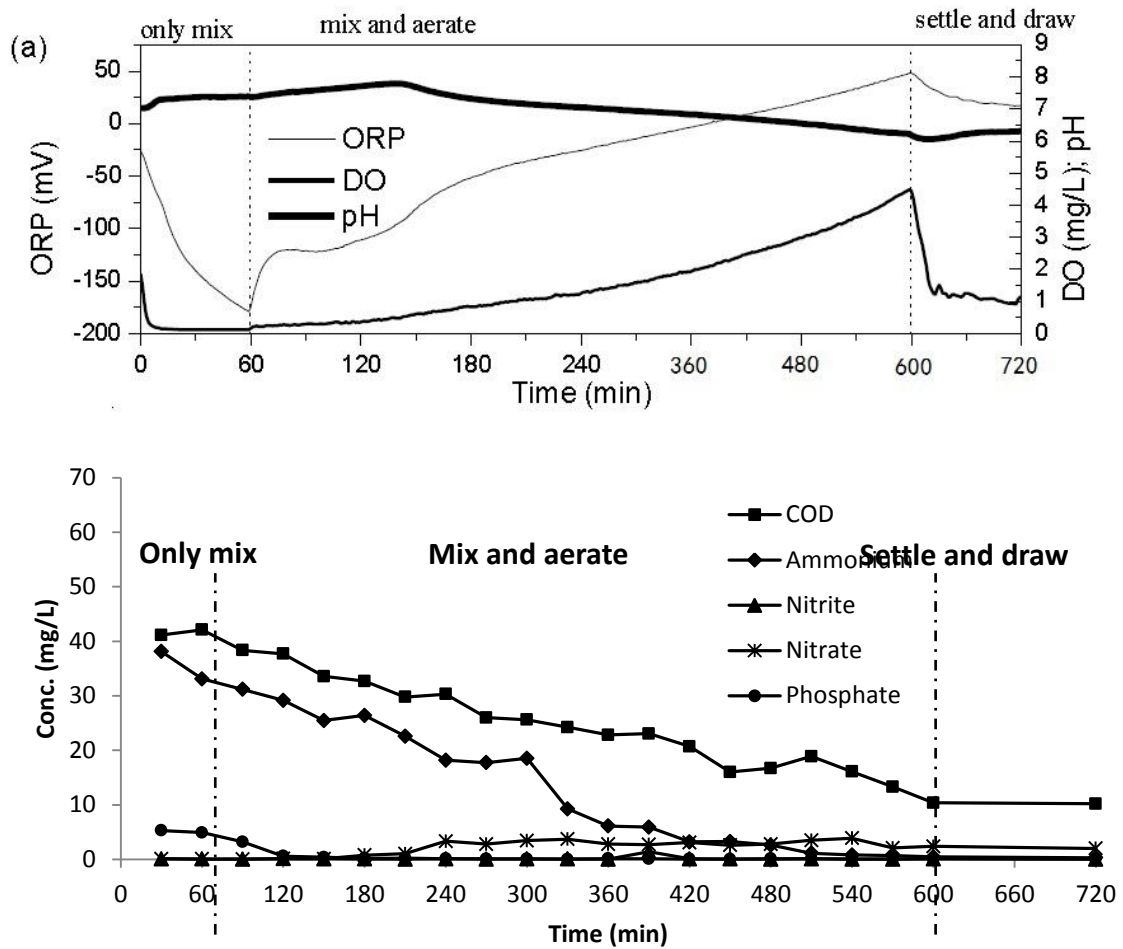 only mix mix and aerate settle and draw
(a)
50
0
-50
-100
-150
-200
ORP (mV)
ORP
DO
pH
9
8
7
6
5
4
3
2
1
0
DO (mg/L); pH
0 60 120 180 240 360 480 600 720
Time (min)
70
60
50
40
30
20
10
0
Conc. (mg/L)
Only mix Mix and aerate Settle and draw
COD
Ammonium
Nitrite
Nitrate
Phosphate
0 60 120 180 240 300 360 420 480 540 600 660 720
Time (min)